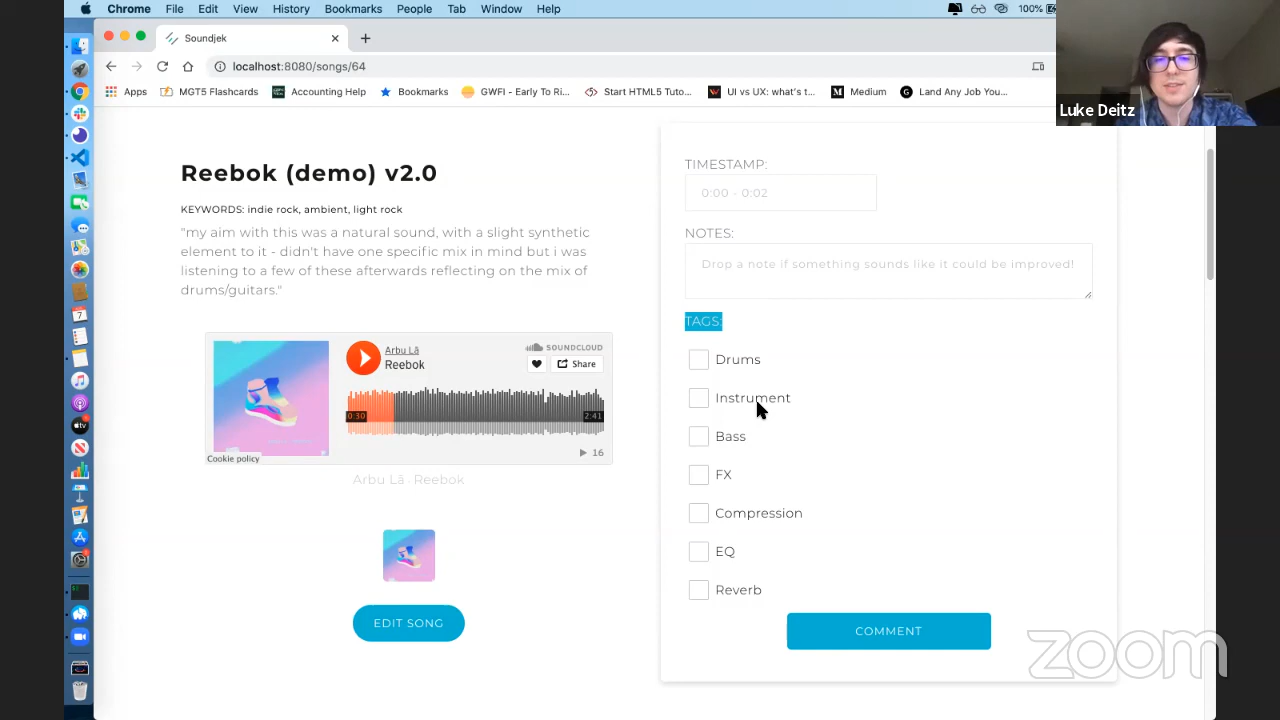 Chrome File Edit View History Bookmarks People Tab Window Help
100%
Soundjek
localhost:8080/songs/64
Apps MGT5 Flashcards Accounting Help Bookmarks GWFI - Early To Ri... Start HTML5 Tuto... UI vs UX: what's t... Medium Land Any Job You...
Luke Deitz
Reebok (demo) v2.0
KEYWORDS: indie rock, ambient, light rock
"my aim with this was a natural sound, with a slight synthetic
element to it - didn't have one specific mix in mind but i was
listening to a few of these afterwards reflecting on the mix of
drums/guitars."
Arbu Lã
Reebok
SOUNDCLOUD
Share
0:30
2:41
16
Cookie policy
Arbu Lã · Reebok
EDIT SONG
TIMESTAMP:
0:00 - 0:02
NOTES:
Drop a note if something sounds like it could be improved!
TAGS:
Drums
Instrument
Bass
FX
Compression
EQ
Reverb
COMMENT
zoom